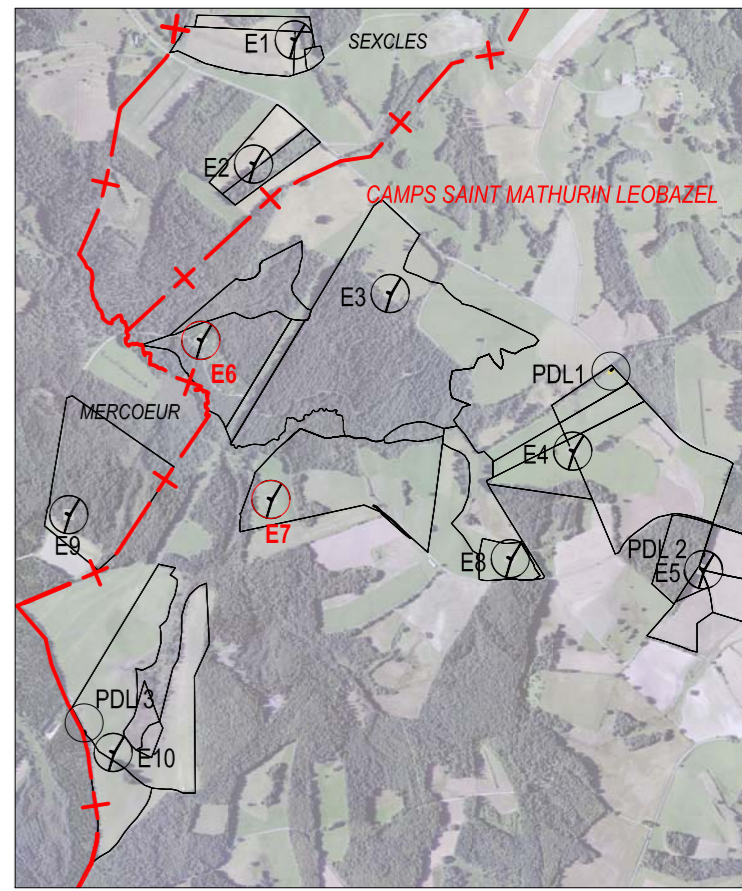 E1
SEXCLES
E2
CAMPS SAINT MATHURIN LEOBAZEL
E3
E6
PDL1
MERCOEUR
E4
E7
E9
PDL 2
E8
E5
PDL 3
E10